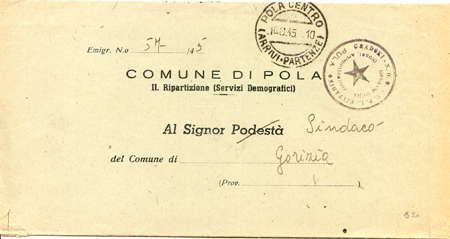 POLA CENTRO
(ARRIVI-PARTENZE)
Emigr. N.o 54- /45
COMUNE DI POLA
II. Ripartizione (Servizi Demografici)
Al Signor Podestà Sindaco
del Comune di Gorizia
(Prov. )